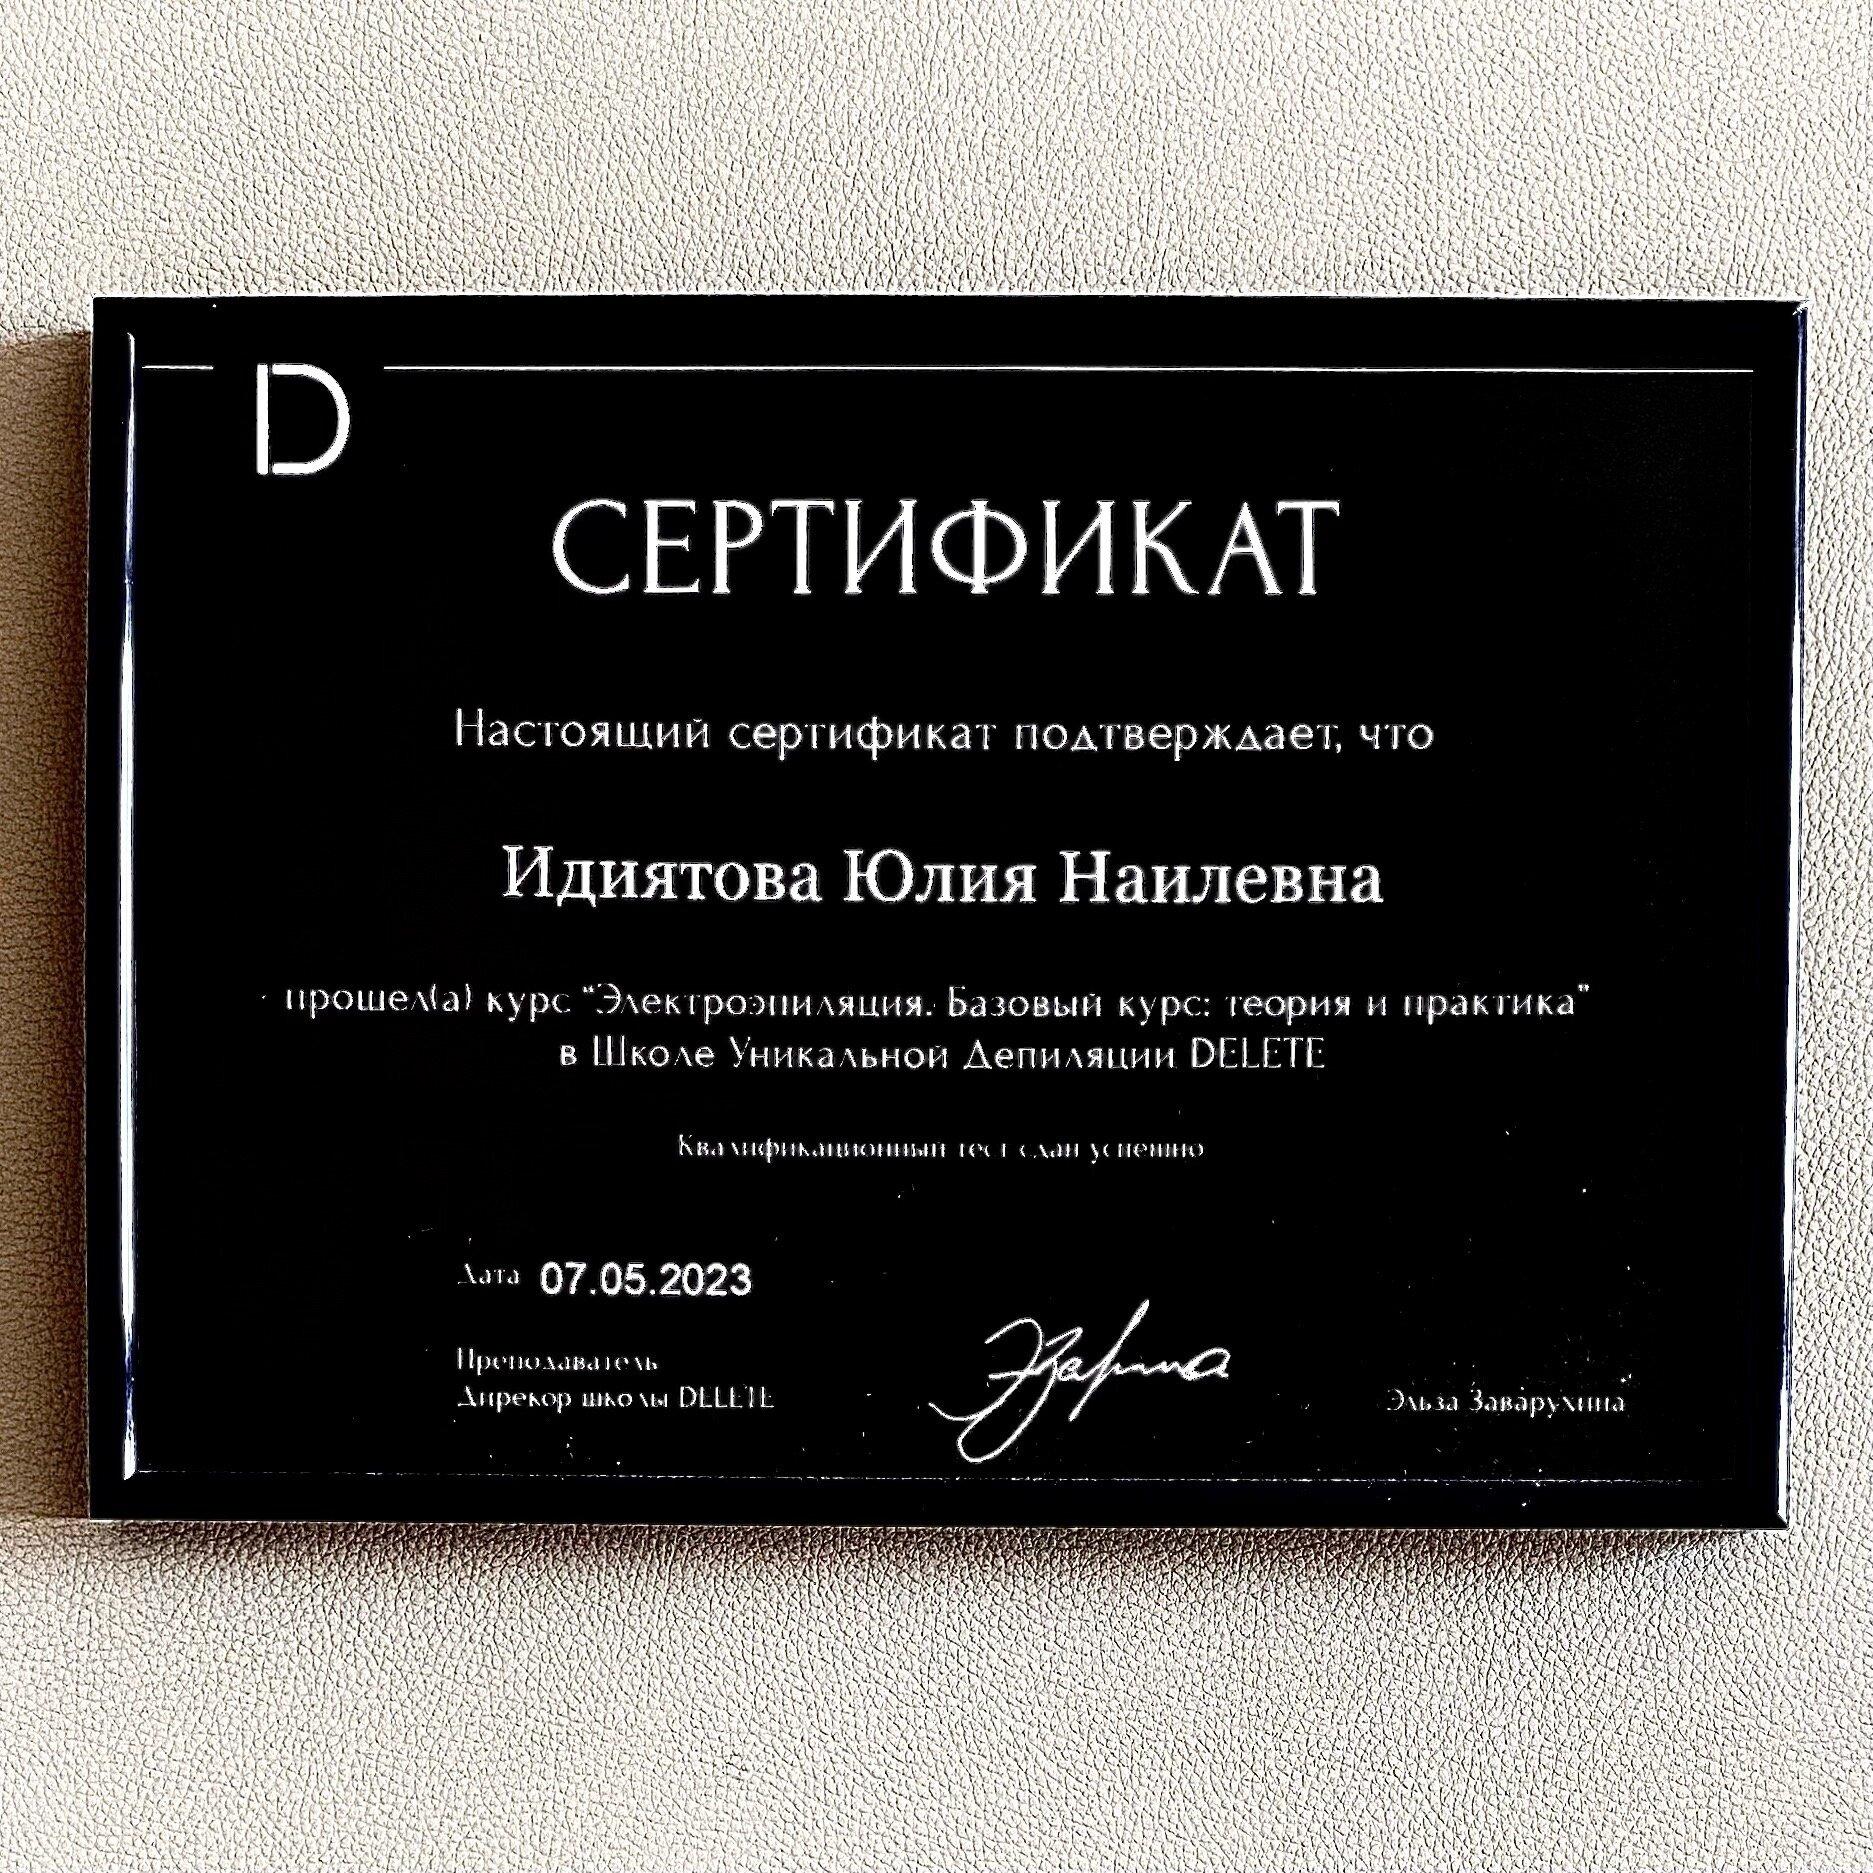 D
СЕРТИФИКАТ
Настоящий сертификат подтверждает, что
Идиятова Юлия Наилевна
прошел(а) курс “Электроэпиляция. Базовый курс: теория и практика”
в Школе Уникальной Депиляции DELETE
Квалификационный тест сдан успешно
Дата 07.05.2023
Преподаватель
Дирекор школы DELETE
Эльза Заварухина